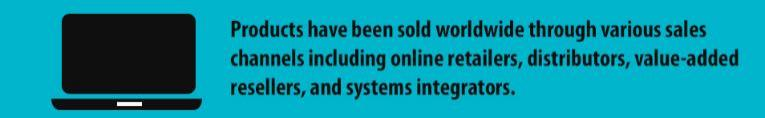 Products have been sold worldwide through various sales
channels including online retailers, distributors, value-added
resellers, and systems integrators.